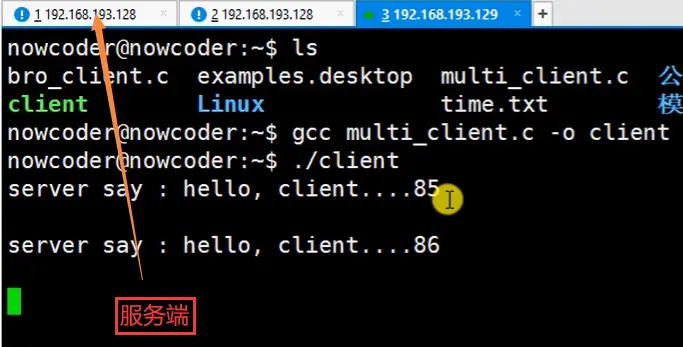 1 192.168.193.128 × 2 192.168.193.128 × 3 192.168.193.129 × +
nowcoder@nowcoder:~$ ls
bro_client.c examples.desktop multi_client.c 公
client Linux time.txt 模
nowcoder@nowcoder:~$ gcc multi_client.c -o client
nowcoder@nowcoder:~$ ./client
server say : hello, client....85
server say : hello, client....86
服务端